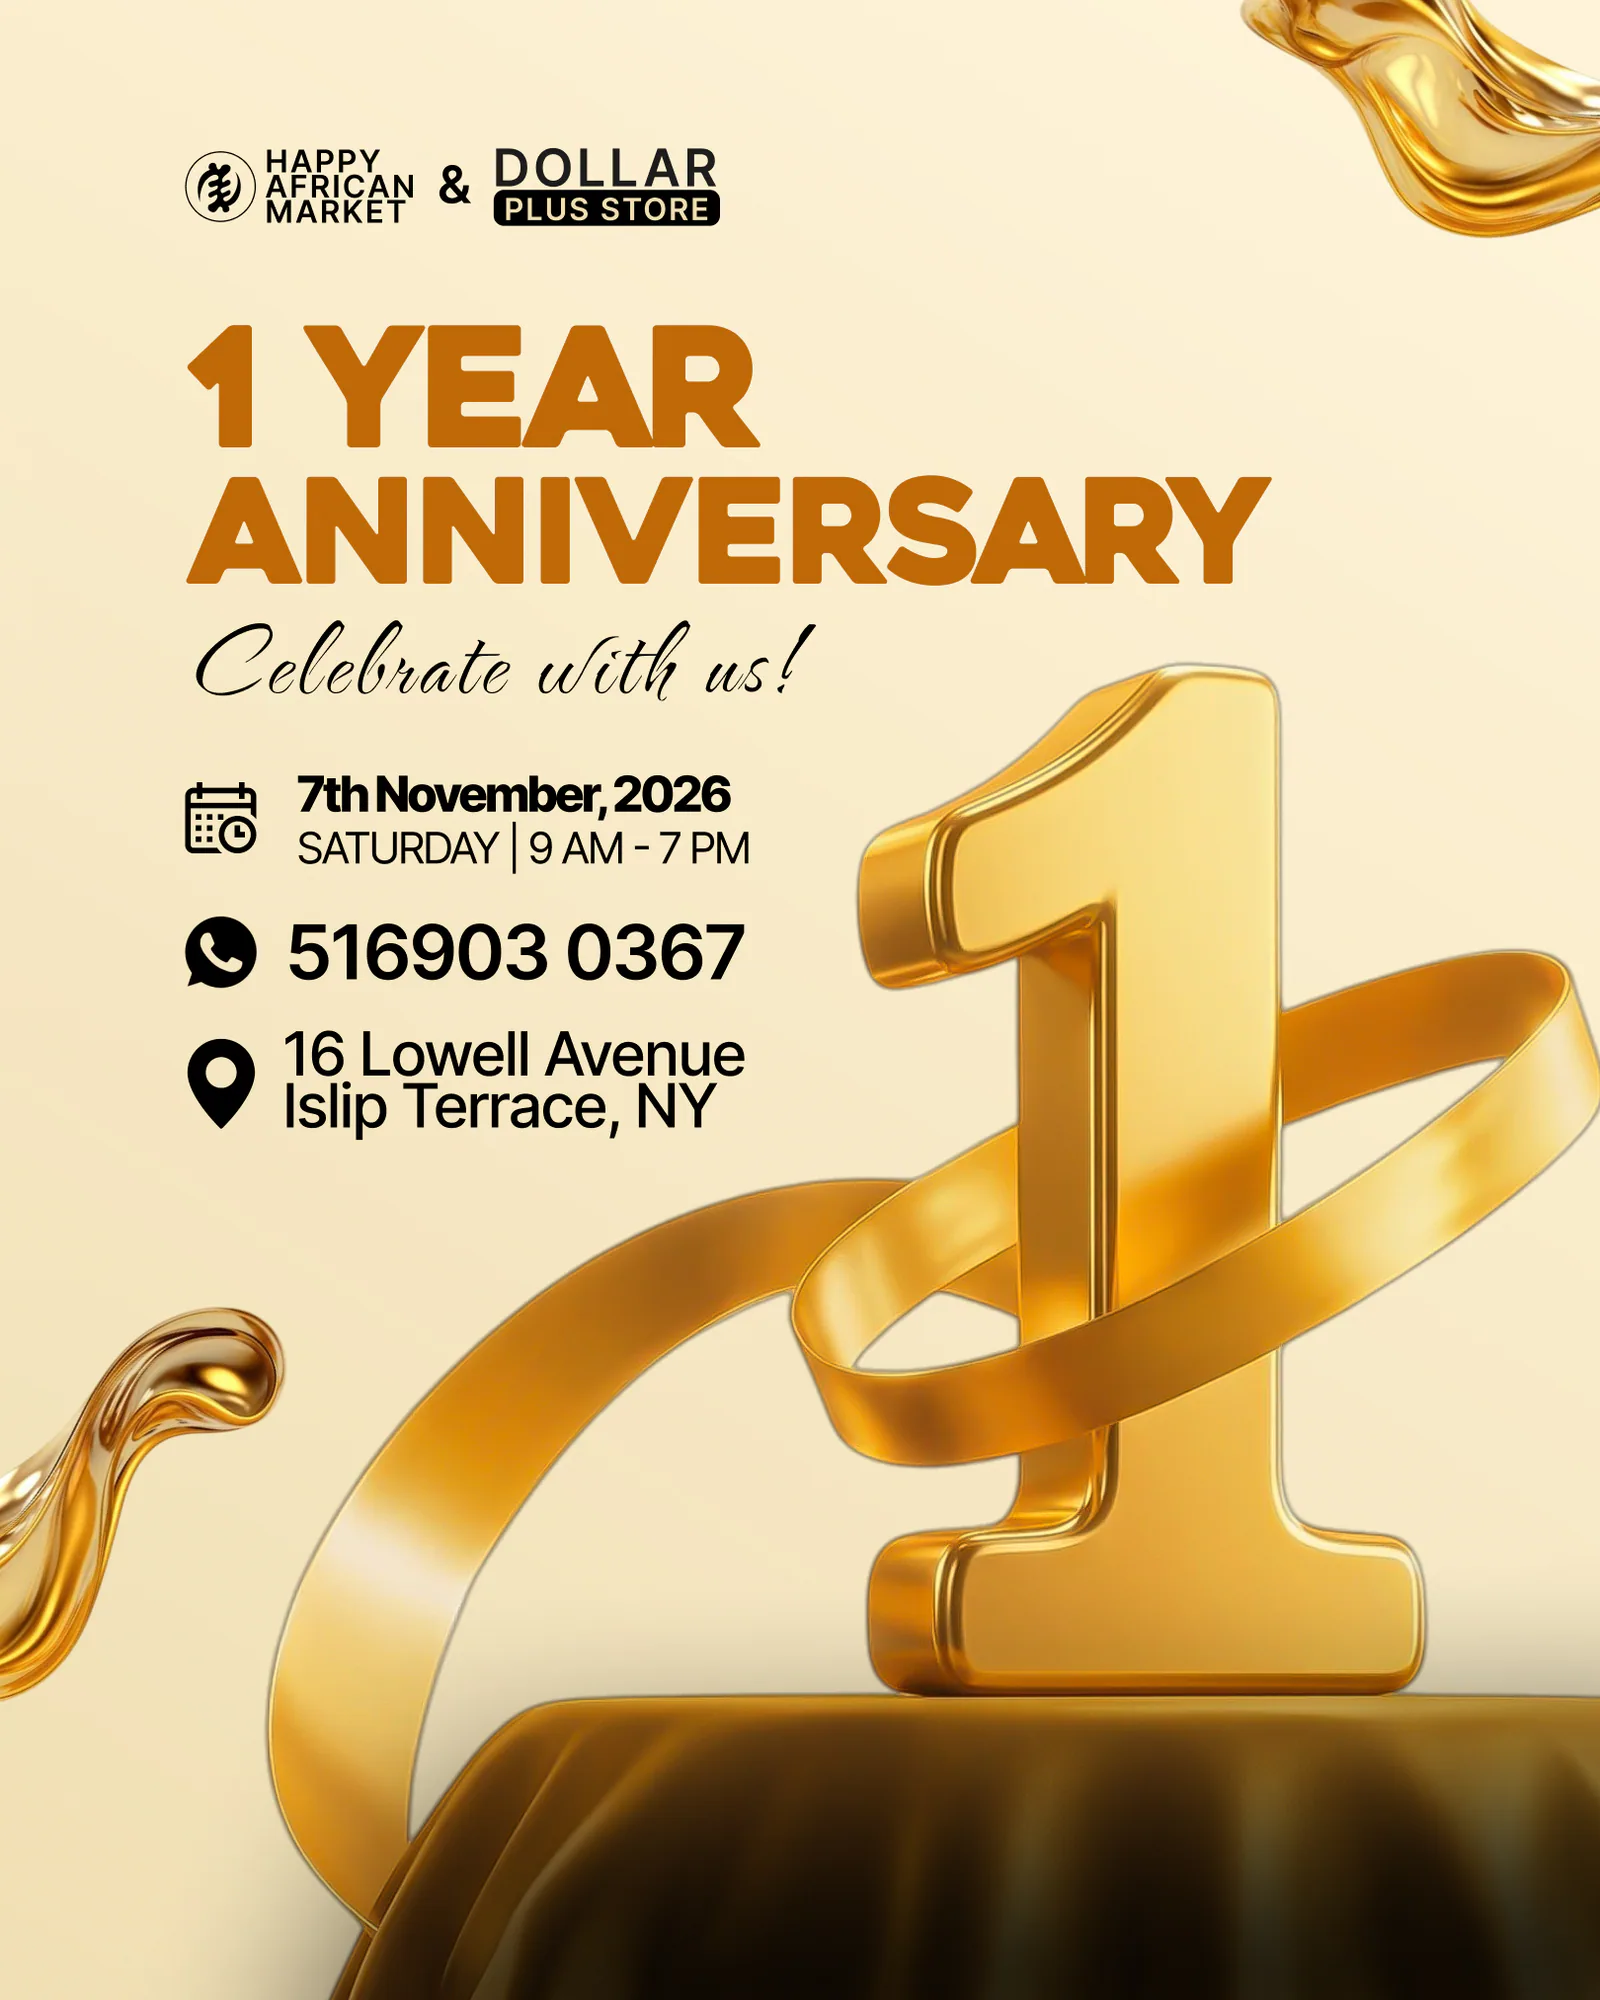 HAPPY
AFRICAN
MARKET
&
DOLLAR
PLUS STORE
1 YEAR
ANNIVERSARY
Celebrate with us!
7th November, 2026
SATURDAY | 9 AM - 7 PM
516903 0367
16 Lowell Avenue
Islip Terrace, NY